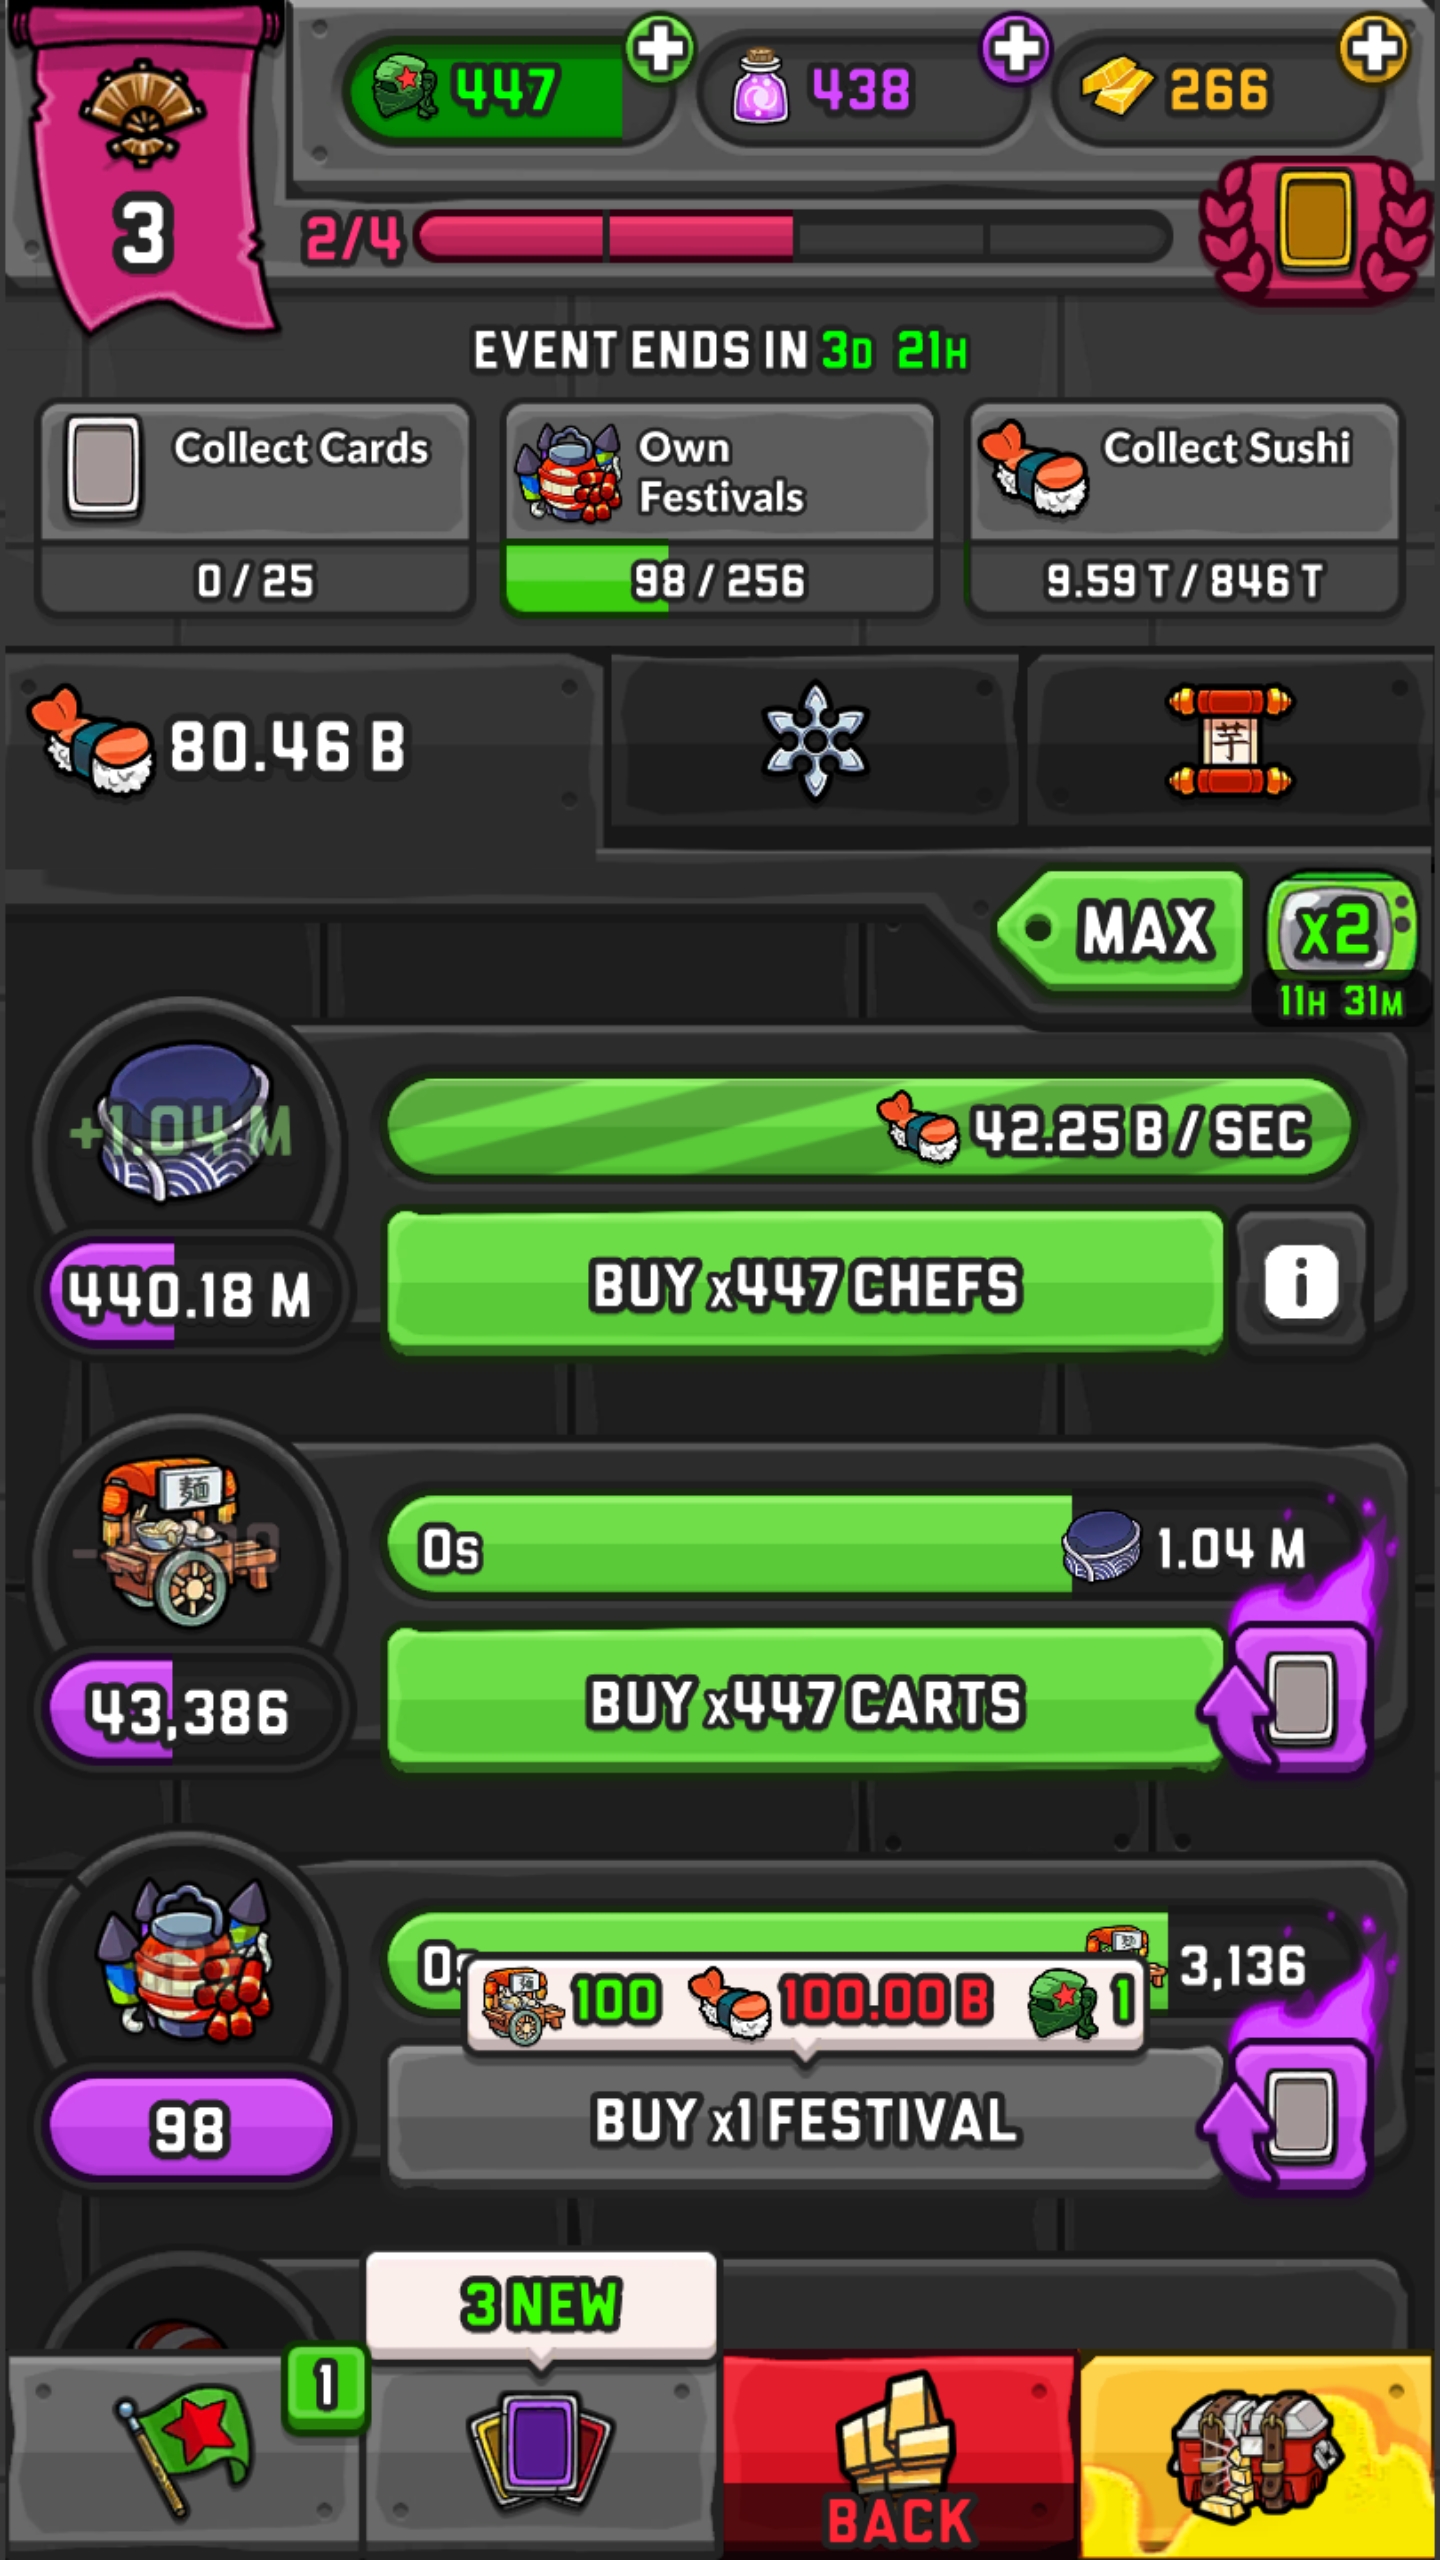 447
438
266
3
2/4
EVENT ENDS IN 3D 21H
Collect Cards
0 / 25
Own
Festivals
98 / 256
Collect Sushi
9.59 T / 846 T
80.46 B
芋
MAX
x2
11H 31M
+1.04 M
42.25 B / SEC
440.18 M
BUY x447 CHEFS
i
麺
0s
1.04 M
43,386
BUY x447 CARTS
3,136
100
100.00 B
1
98
BUY x1 FESTIVAL
3 NEW
1
BACK